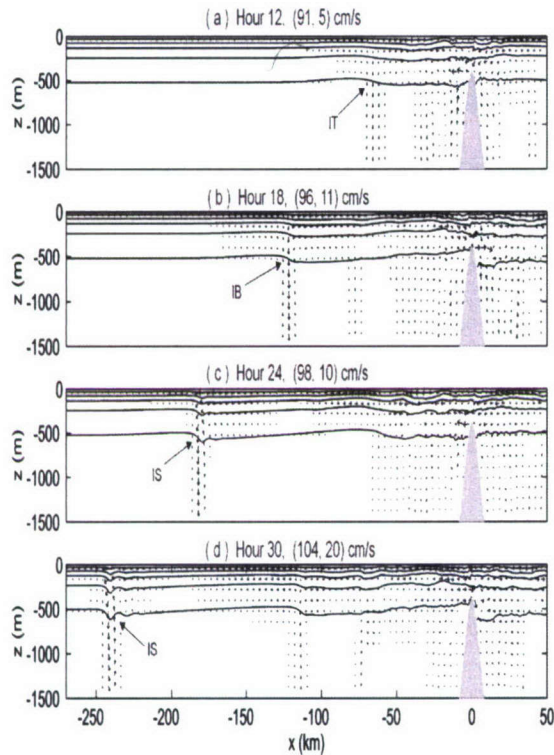 ( a ) Hour 12, (91, 5) cm/s
0
-500
-1000
-1500
z (m)
IT
( b ) Hour 18, (96, 11) cm/s
0
-500
-1000
-1500
z (m)
IB
( c ) Hour 24, (98, 10) cm/s
0
-500
-1000
-1500
z (m)
IS
( d ) Hour 30, (104, 20) cm/s
0
-500
-1000
-1500
z (m)
IS
-250 -200 -150 -100 -50 0 50
x (km)